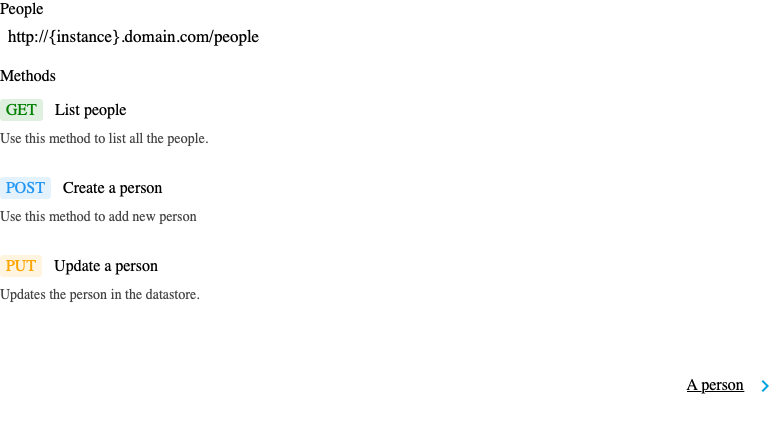 People
http://{instance}.domain.com/people
Methods
GET List people
Use this method to list all the people.
POST Create a person
Use this method to add new person
PUT Update a person
Updates the person in the datastore.
A person